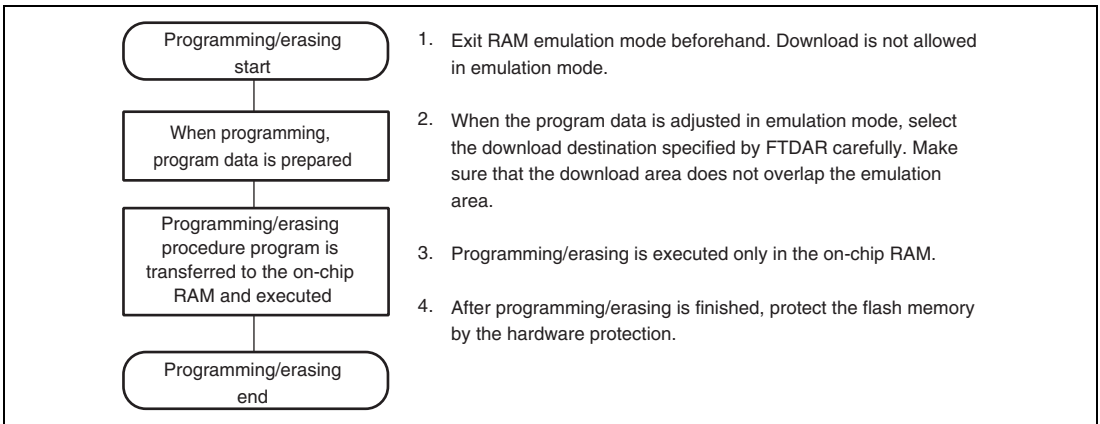 Programming/erasing
start
When programming,
program data is prepared
Programming/erasing
procedure program is
transferred to the on-chip
RAM and executed
Programming/erasing
end
1. Exit RAM emulation mode beforehand. Download is not allowed
in emulation mode.
2. When the program data is adjusted in emulation mode, select
the download destination specified by FTDAR carefully. Make
sure that the download area does not overlap the emulation
area.
3. Programming/erasing is executed only in the on-chip RAM.
4. After programming/erasing is finished, protect the flash memory
by the hardware protection.